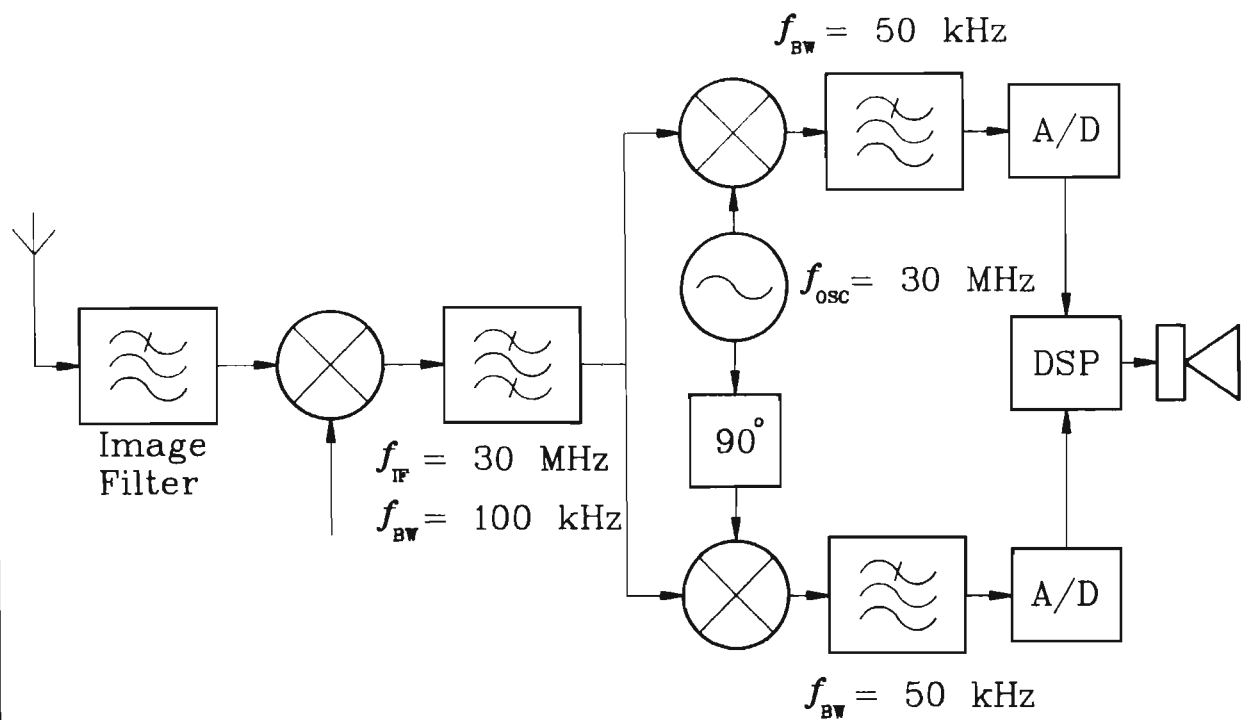 f_BW = 50 kHz
A/D
f_OSC = 30 MHz
DSP
Image
Filter
90°
f_IF = 30 MHz
f_BW = 100 kHz
A/D
f_BW = 50 kHz